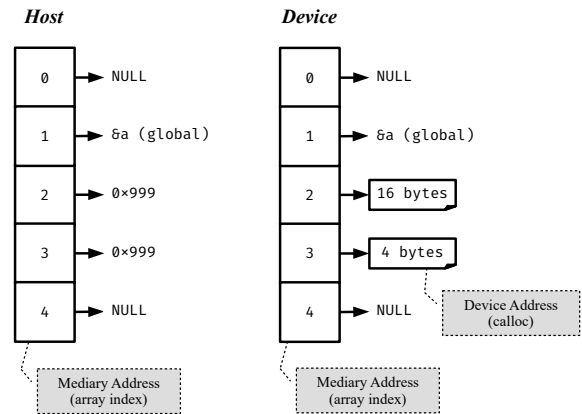 Host
Device
0
NULL
0
NULL
1
&a (global)
1
&a (global)
2
0×999
2
16 bytes
3
0×999
3
4 bytes
4
NULL
4
NULL
Device Address
(calloc)
Mediary Address
(array index)
Mediary Address
(array index)